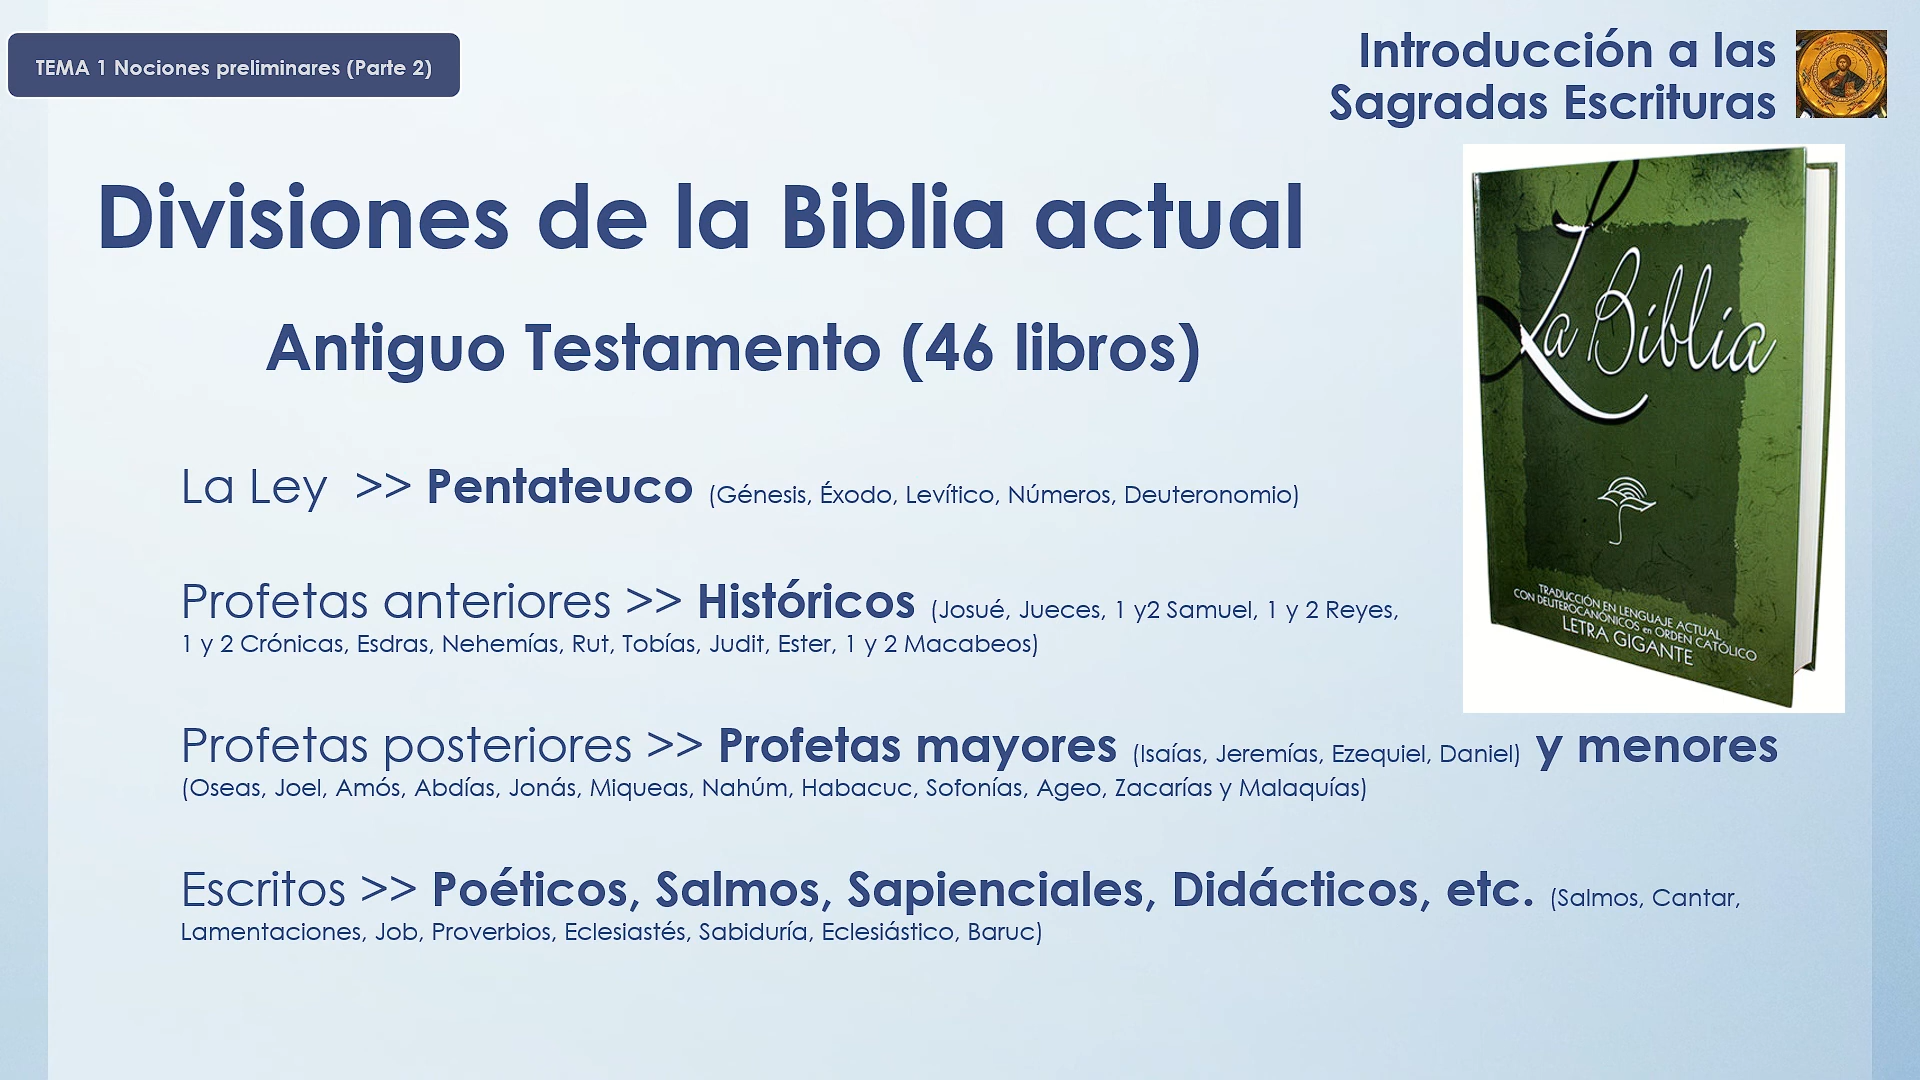 TEMA 1 Nociones preliminares (Parte 2)
Introducción a las
Sagradas Escrituras
Divisiones de la Biblia actual
Antiguo Testamento (46 libros)
La Ley >> Pentateuco (Génesis, Éxodo, Levítico, Números, Deuteronomio)
Profetas anteriores >> Históricos (Josué, Jueces, 1 y2 Samuel, 1 y 2 Reyes,
1 y 2 Crónicas, Esdras, Nehemías, Rut, Tobías, Judit, Ester, 1 y 2 Macabeos)
Profetas posteriores >> Profetas mayores (Isaías, Jeremías, Ezequiel, Daniel) y menores
(Oseas, Joel, Amós, Abdías, Jonás, Miqueas, Nahúm, Habacuc, Sofonías, Ageo, Zacarías y Malaquías)
Escritos >> Poéticos, Salmos, Sapienciales, Didácticos, etc. (Salmos, Cantar,
Lamentaciones, Job, Proverbios, Eclesiastés, Sabiduría, Eclesiástico, Baruc)
La Biblia
TRADUCCIÓN EN LENGUAJE ACTUAL
CON DEUTEROCANÓNICOS en ORDEN CATÓLICO
LETRA GIGANTE